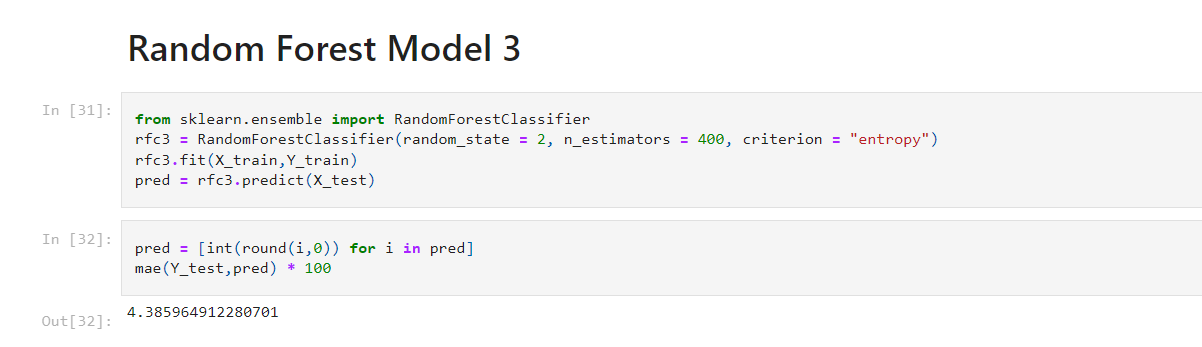 Random Forest Model 3
In [31]:
from sklearn.ensemble import RandomForestClassifier
rfc3 = RandomForestClassifier(random_state = 2, n_estimators = 400, criterion = "entropy")
rfc3.fit(X_train,Y_train)
pred = rfc3.predict(X_test)
In [32]:
pred = [int(round(i,0)) for i in pred]
mae(Y_test,pred) * 100
Out[32]:
4.385964912280701